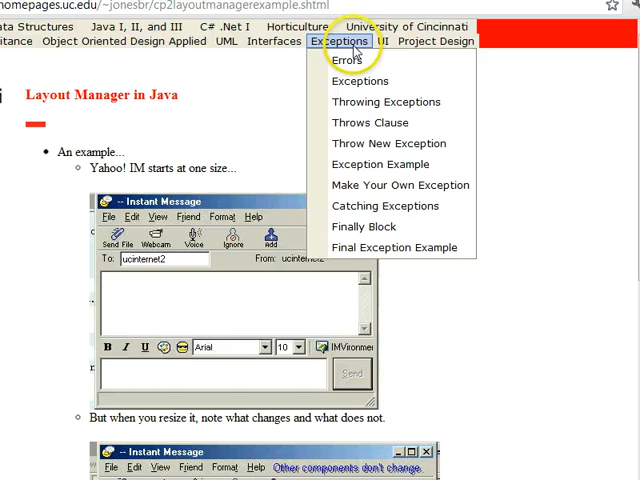 homepages.uc.edu/~jonesbr/cp2layoutmanagerexample.shtml
Data Structures Java I, II, and III C# .Net I Horticulture University of Cincinnati
itance Object Oriented Design Applied UML Interfaces Exceptions UI Project Design
Errors
Exceptions
Throwing Exceptions
Throws Clause
Throw New Exception
Exception Example
Make Your Own Exception
Catching Exceptions
Finally Block
Final Exception Example
i Layout Manager in Java
An example...
Yahoo! IM starts at one size...
-- Instant Message
File Edit View Friend Format Help
Send File Webcam Voice Ignore Add
To: ucinternet2 From: ucinternet2
B I U Arial 10 IMVironment
Send
But when you resize it, note what changes and what does not.
-- Instant Message
File Edit View Friend Format Help Other components don't change.